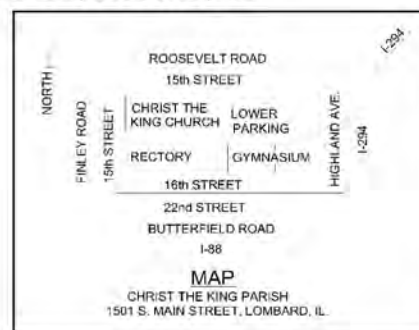 ROOSEVELT ROAD
15th STREET
I-294
NORTH
FINLEY ROAD
15th STREET
CHRIST THE
KING CHURCH
LOWER
PARKING
HIGHLAND AVE.
I-294
RECTORY
GYMNASIUM
16th STREET
22nd STREET
BUTTERFIELD ROAD
I-88
MAP
CHRIST THE KING PARISH
1501 S. MAIN STREET, LOMBARD, IL.